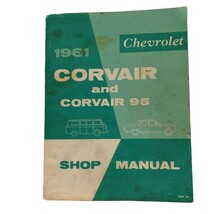 1961
Chevrolet
CORVAIR
and
CORVAIR 95
SHOP MANUAL